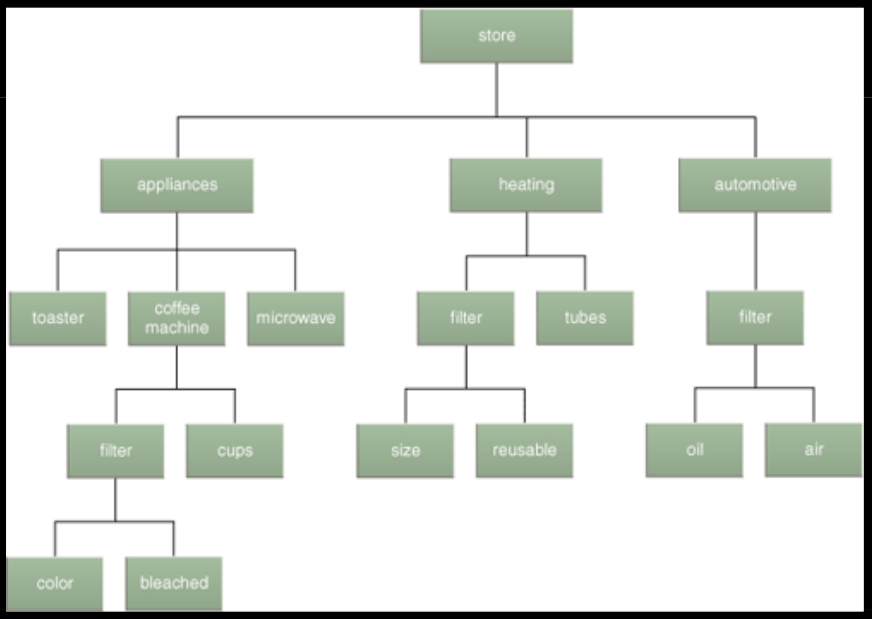 store
appliances
heating
automotive
toaster
coffee
machine
microwave
filter
tubes
filter
filter
cups
size
reusable
oil
air
color
bleached